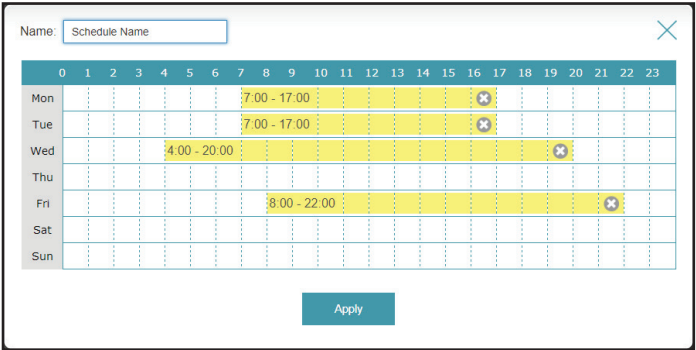 Name: Schedule Name
0 1 2 3 4 5 6 7 8 9 10 11 12 13 14 15 16 17 18 19 20 21 22 23
Mon 7:00 - 17:00
Tue 7:00 - 17:00
Wed 4:00 - 20:00
Thu
Fri 8:00 - 22:00
Sat
Sun
Apply